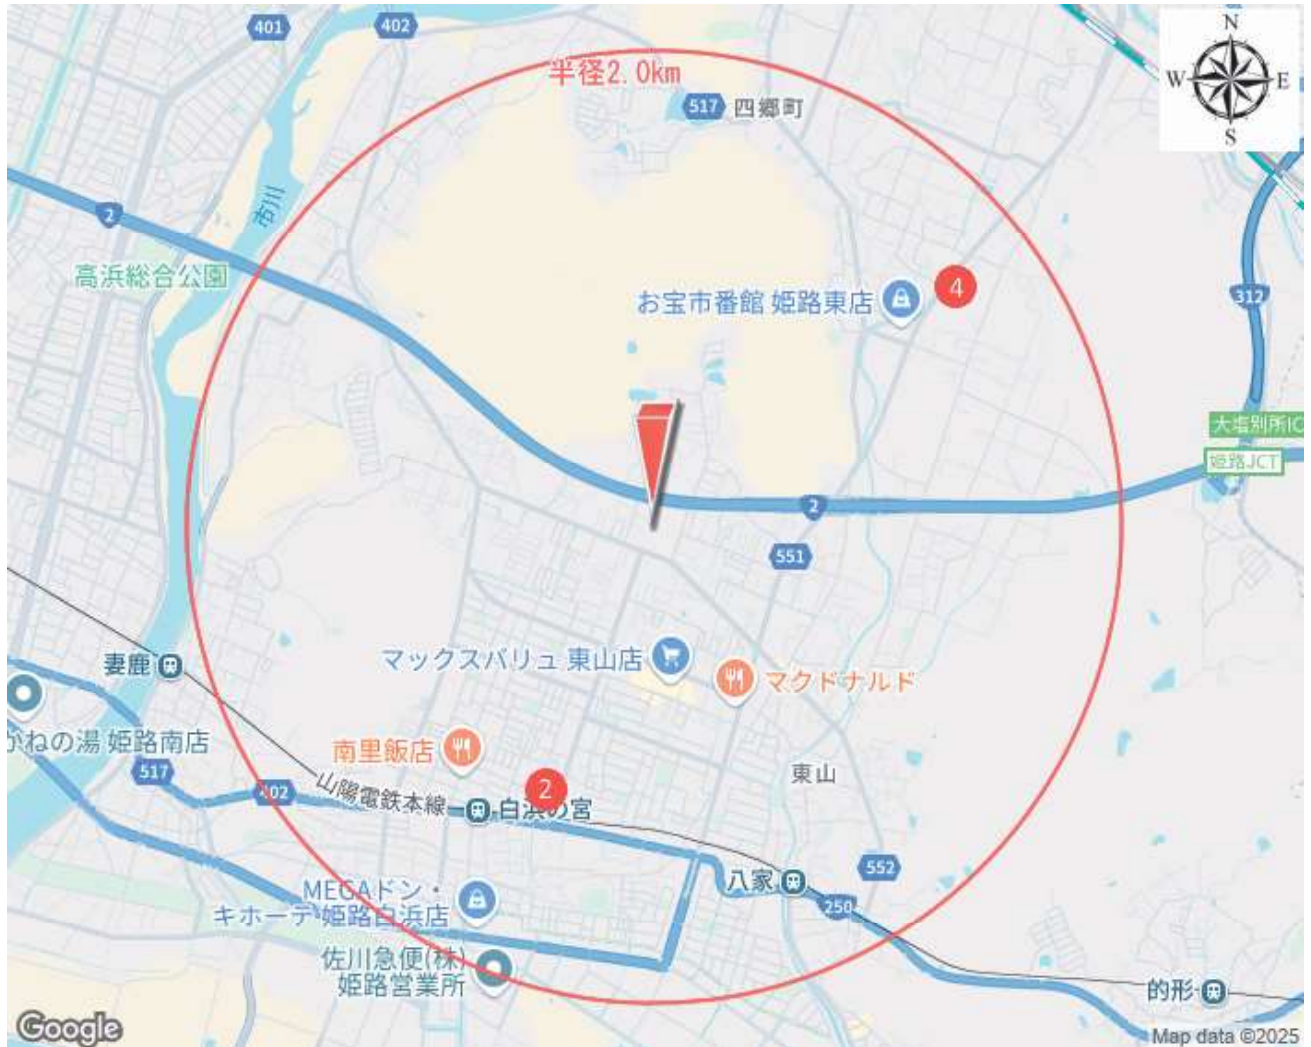 401
402
N
W
E
S
半径2.0km
517
四郷町
市川
2
高浜総合公園
お宝市番館 姫路東店
4
312
大塩別所IC
姫路JCT
2
551
妻鹿
マックスバリュ 東山店
マクドナルド
かねの湯 姫路南店
南里飯店
517
402
山陽電鉄本線
2
白浜の宮
東山
552
八家
250
MEGAドン・
キホーテ 姫路白浜店
佐川急便(株)
姫路営業所
的形
Google
Map data ©2025